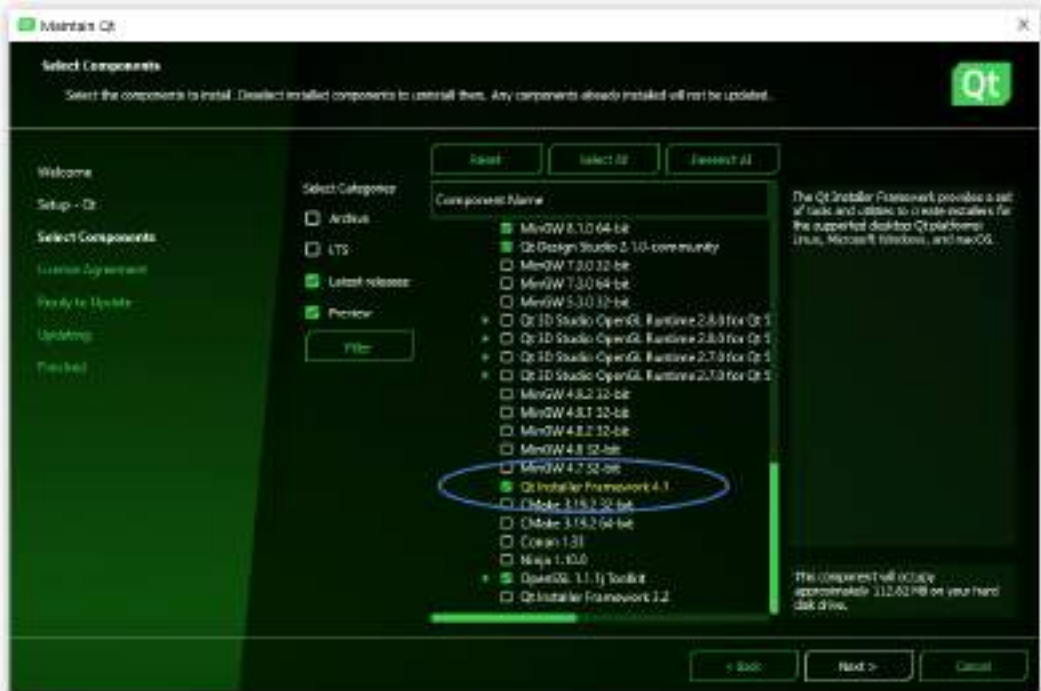 Maintain Qt
Select Components
Select the components to install. Deselect installed components to uninstall them. Any components already installed will not be updated.
Qt
Welcome
Setup - Qt
Select Components
License Agreement
Ready to Update
Updating
Finished
Select Categories
Archive
LTS
Latest releases
Preview
Filter
Reset
Select All
Deselect All
Component Name
MinGW 8.1.0 64-bit
Qt Design Studio 2.1.0-community
MinGW 7.3.0 32-bit
MinGW 7.3.0 64-bit
MinGW 5.3.0 32-bit
Qt 3D Studio OpenGL Runtime 2.8.0 for Qt 5
Qt 3D Studio OpenGL Runtime 2.8.0 for Qt 5
Qt 3D Studio OpenGL Runtime 2.7.0 for Qt 5
Qt 3D Studio OpenGL Runtime 2.7.0 for Qt 5
MinGW 4.9.2 32-bit
MinGW 4.9.1 32-bit
MinGW 4.8.2 32-bit
MinGW 4.8 32-bit
MinGW 4.7 32-bit
Qt Installer Framework 4.1
CMake 3.19.2 32-bit
CMake 3.19.2 64-bit
Conan 1.33
Ninja 1.10.0
OpenSSL 1.1.1j Toolkit
Qt Installer Framework 3.2
The Qt Installer Framework provides a set
of tools and utilities to create installers for
the supported desktop Qt platforms:
Linux, Microsoft Windows, and macOS.
This component will occupy
approximately 112.62 MB on your hard
disk drive.
< Back
Next >
Cancel